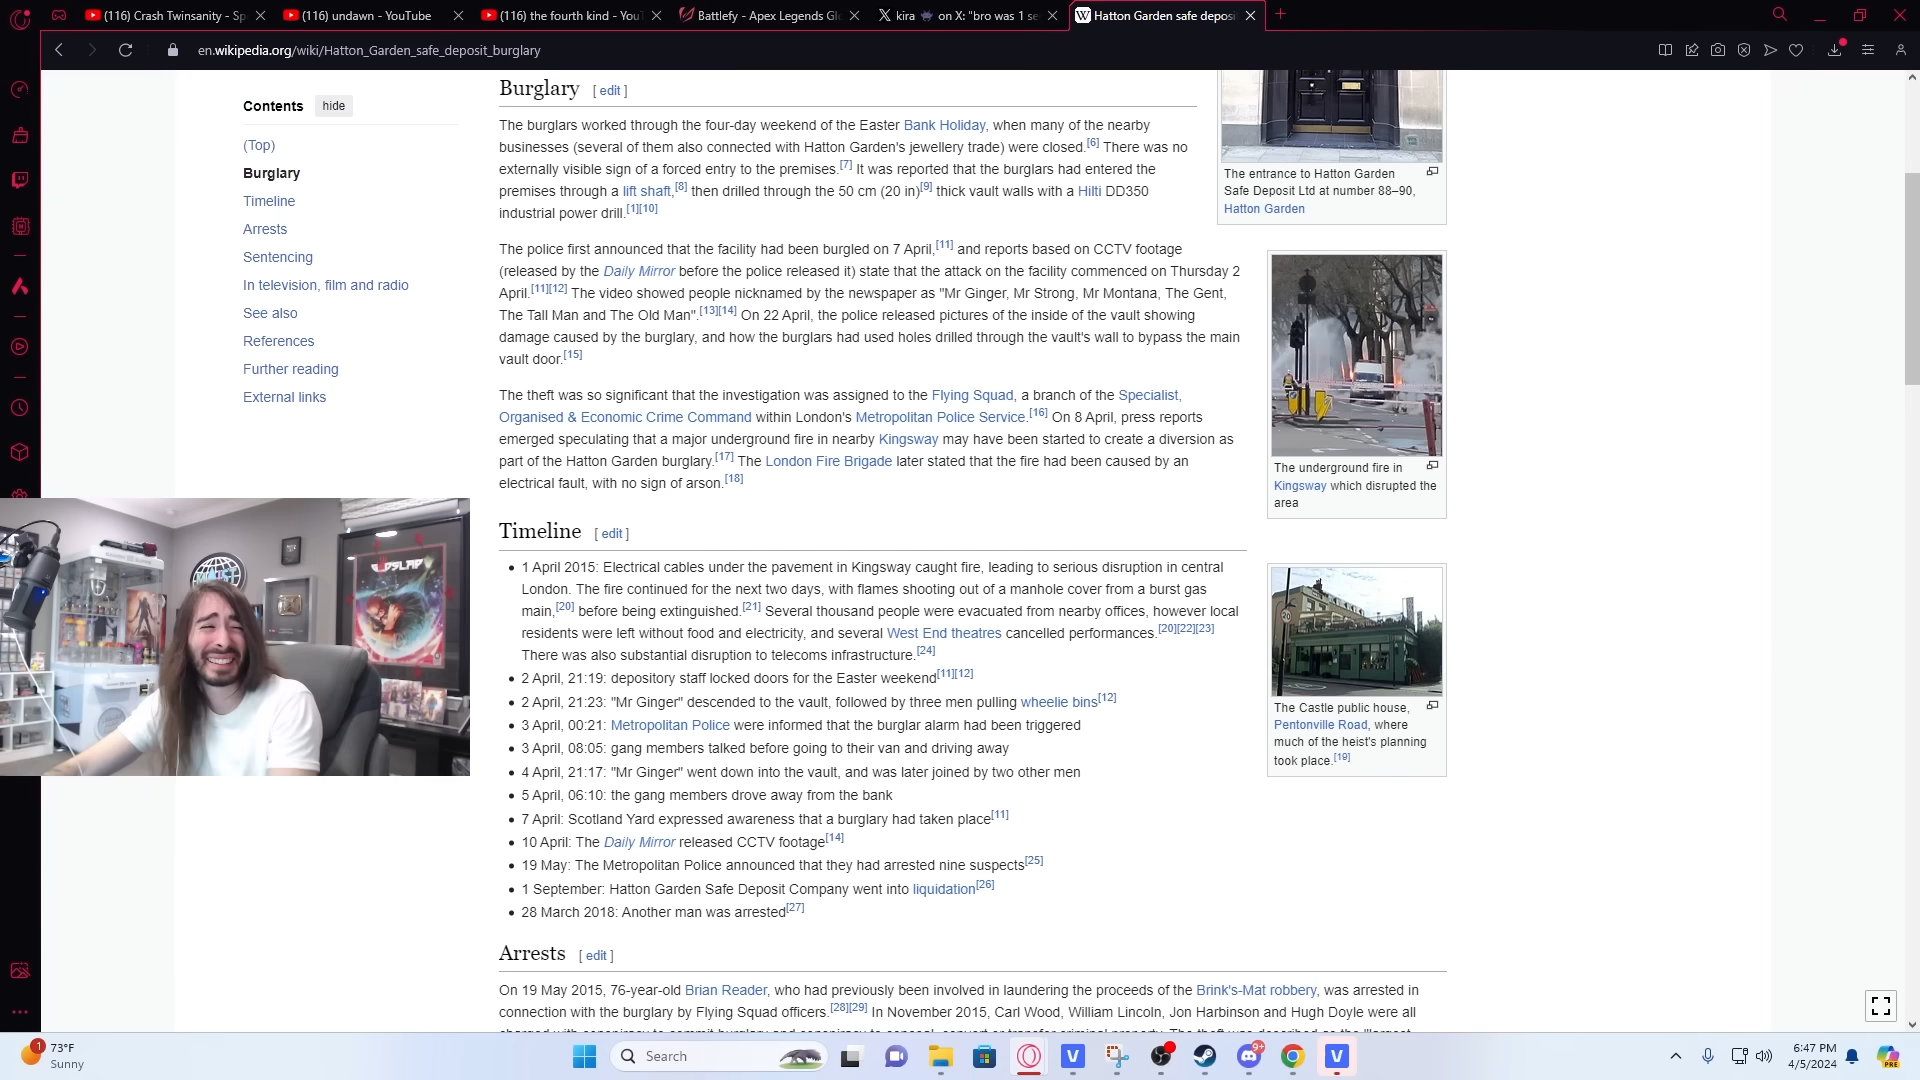 (116) Crash Twinsanity - Sp
(116) undawn - YouTube
(116) the fourth kind - You
Battlefy - Apex Legends Gl
kira on X: "bro was 1 se
Hatton Garden safe deposi
en.wikipedia.org/wiki/Hatton_Garden_safe_deposit_burglary
Contents hide
(Top)
Burglary
Timeline
Arrests
Sentencing
In television, film and radio
See also
References
Further reading
External links
Burglary [ edit ]
The burglars worked through the four-day weekend of the Easter Bank Holiday, when many of the nearby
businesses (several of them also connected with Hatton Garden's jewellery trade) were closed.[6] There was no
externally visible sign of a forced entry to the premises.[7] It was reported that the burglars had entered the
premises through a lift shaft,[8] then drilled through the 50 cm (20 in)[9] thick vault walls with a Hilti DD350
industrial power drill.[1][10]
The police first announced that the facility had been burgled on 7 April,[11] and reports based on CCTV footage
(released by the Daily Mirror before the police released it) state that the attack on the facility commenced on Thursday 2
April.[11][12] The video showed people nicknamed by the newspaper as "Mr Ginger, Mr Strong, Mr Montana, The Gent,
The Tall Man and The Old Man".[13][14] On 22 April, the police released pictures of the inside of the vault showing
damage caused by the burglary, and how the burglars had used holes drilled through the vault's wall to bypass the main
vault door.[15]
The theft was so significant that the investigation was assigned to the Flying Squad, a branch of the Specialist,
Organised & Economic Crime Command within London's Metropolitan Police Service.[16] On 8 April, press reports
emerged speculating that a major underground fire in nearby Kingsway may have been started to create a diversion as
part of the Hatton Garden burglary.[17] The London Fire Brigade later stated that the fire had been caused by an
electrical fault, with no sign of arson.[18]
The entrance to Hatton Garden
Safe Deposit Ltd at number 88–90,
Hatton Garden
The underground fire in
Kingsway which disrupted the
area
Timeline [ edit ]
1 April 2015: Electrical cables under the pavement in Kingsway caught fire, leading to serious disruption in central
London. The fire continued for the next two days, with flames shooting out of a manhole cover from a burst gas
main,[20] before being extinguished.[21] Several thousand people were evacuated from nearby offices, however local
residents were left without food and electricity, and several West End theatres cancelled performances.[20][22][23]
There was also substantial disruption to telecoms infrastructure.[24]
2 April, 21:19: depository staff locked doors for the Easter weekend[11][12]
2 April, 21:23: "Mr Ginger" descended to the vault, followed by three men pulling wheelie bins[12]
3 April, 00:21: Metropolitan Police were informed that the burglar alarm had been triggered
3 April, 08:05: gang members talked before going to their van and driving away
4 April, 21:17: "Mr Ginger" went down into the vault, and was later joined by two other men
5 April, 06:10: the gang members drove away from the bank
7 April: Scotland Yard expressed awareness that a burglary had taken place[11]
10 April: The Daily Mirror released CCTV footage[14]
19 May: The Metropolitan Police announced that they had arrested nine suspects[25]
1 September: Hatton Garden Safe Deposit Company went into liquidation[26]
28 March 2018: Another man was arrested[27]
The Castle public house,
Pentonville Road, where
much of the heist's planning
took place.[19]
Arrests [ edit ]
On 19 May 2015, 76-year-old Brian Reader, who had previously been involved in laundering the proceeds of the Brink's-Mat robbery, was arrested in
connection with the burglary by Flying Squad officers.[28][29] In November 2015, Carl Wood, William Lincoln, Jon Harbinson and Hugh Doyle were all
1
73°F
Sunny
Search
9+
PRE
6:47 PM
4/5/2024